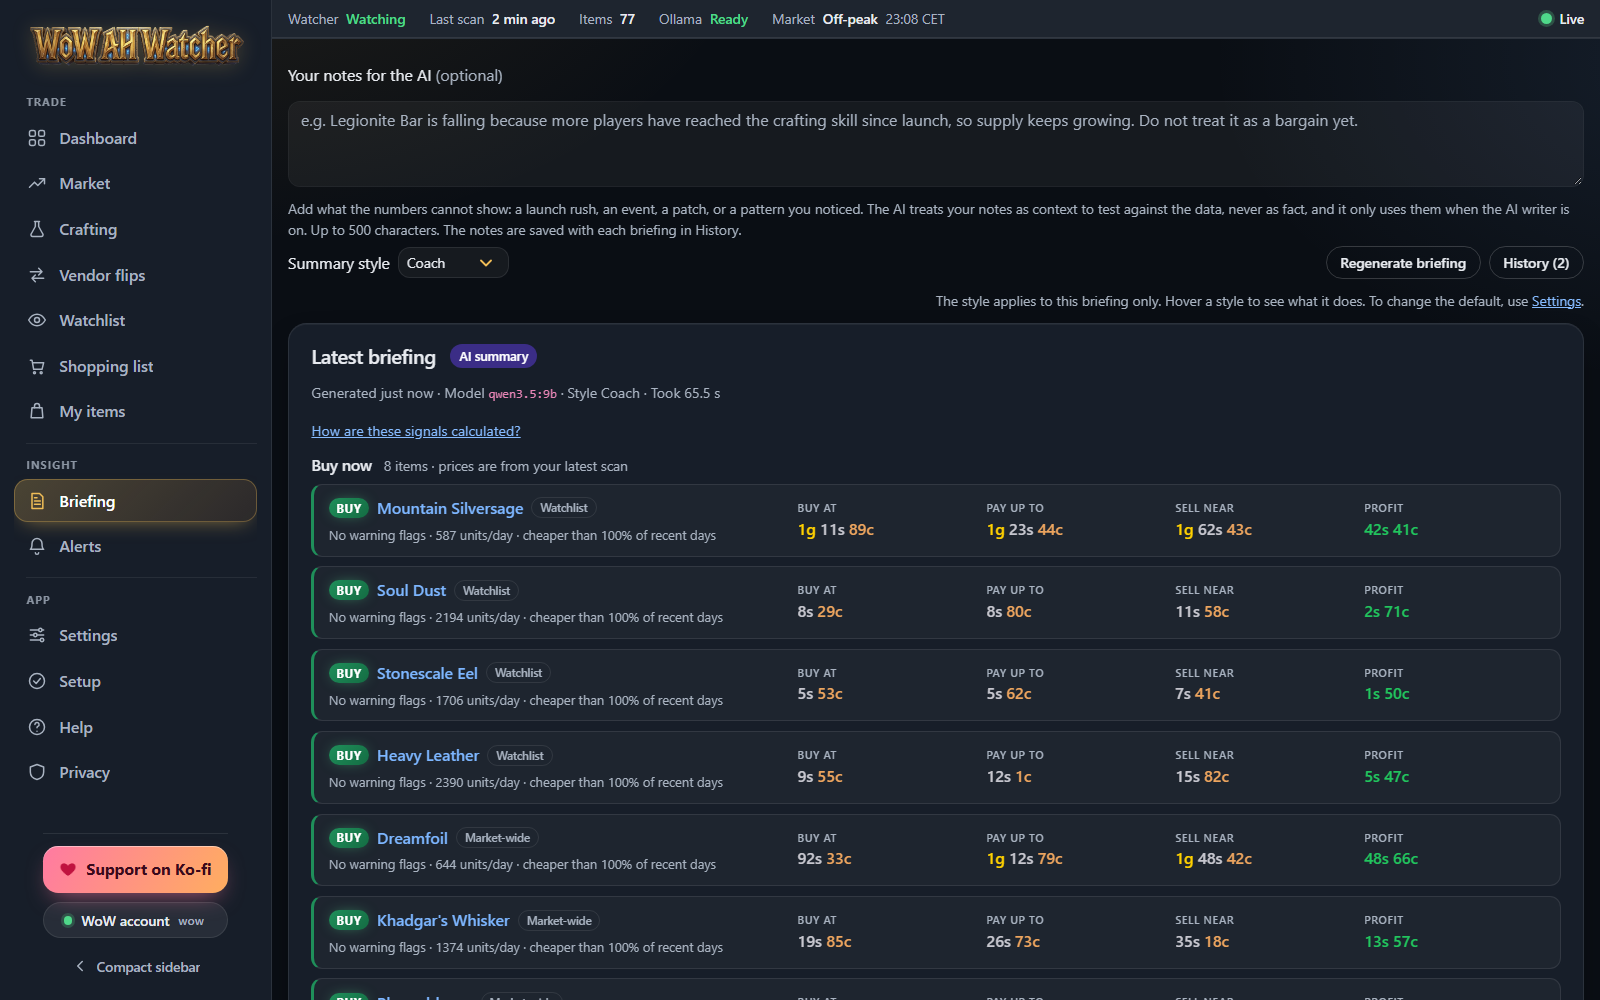 WoW AH Watcher
TRADE
Dashboard
Market
Crafting
Vendor flips
Watchlist
Shopping list
My items
INSIGHT
Briefing
Alerts
APP
Settings
Setup
Help
Privacy
Support on Ko-fi
WoW account wow
Compact sidebar
Watcher Watching Last scan 2 min ago Items 77 Ollama Ready Market Off-peak 23:08 CET Live
Your notes for the AI (optional)
e.g. Legionite Bar is falling because more players have reached the crafting skill since launch, so supply keeps growing. Do not treat it as a bargain yet.
Add what the numbers cannot show: a launch rush, an event, a patch, or a pattern you noticed. The AI treats your notes as context to test against the data, never as fact, and it only uses them when the AI writer is
on. Up to 500 characters. The notes are saved with each briefing in History.
Summary style Coach Regenerate briefing History (2)
The style applies to this briefing only. Hover a style to see what it does. To change the default, use Settings.
Latest briefing AI summary
Generated just now · Model qwen3.5:9b · Style Coach · Took 65.5 s
How are these signals calculated?
Buy now 8 items · prices are from your latest scan
BUY Mountain Silversage Watchlist BUY AT PAY UP TO SELL NEAR PROFIT
No warning flags · 587 units/day · cheaper than 100% of recent days 1g 11s 89c 1g 23s 44c 1g 62s 43c 42s 41c
BUY Soul Dust Watchlist BUY AT PAY UP TO SELL NEAR PROFIT
No warning flags · 2194 units/day · cheaper than 100% of recent days 8s 29c 8s 80c 11s 58c 2s 71c
BUY Stonescale Eel Watchlist BUY AT PAY UP TO SELL NEAR PROFIT
No warning flags · 1706 units/day · cheaper than 100% of recent days 5s 53c 5s 62c 7s 41c 1s 50c
BUY Heavy Leather Watchlist BUY AT PAY UP TO SELL NEAR PROFIT
No warning flags · 2390 units/day · cheaper than 100% of recent days 9s 55c 12s 1c 15s 82c 5s 47c
BUY Dreamfoil Market-wide BUY AT PAY UP TO SELL NEAR PROFIT
No warning flags · 644 units/day · cheaper than 100% of recent days 92s 33c 1g 12s 79c 1g 48s 42c 48s 66c
BUY Khadgar's Whisker Market-wide BUY AT PAY UP TO SELL NEAR PROFIT
No warning flags · 1374 units/day · cheaper than 100% of recent days 19s 85c 26s 73c 35s 18c 13s 57c
BUY AT PAY UP TO SELL NEAR PROFIT